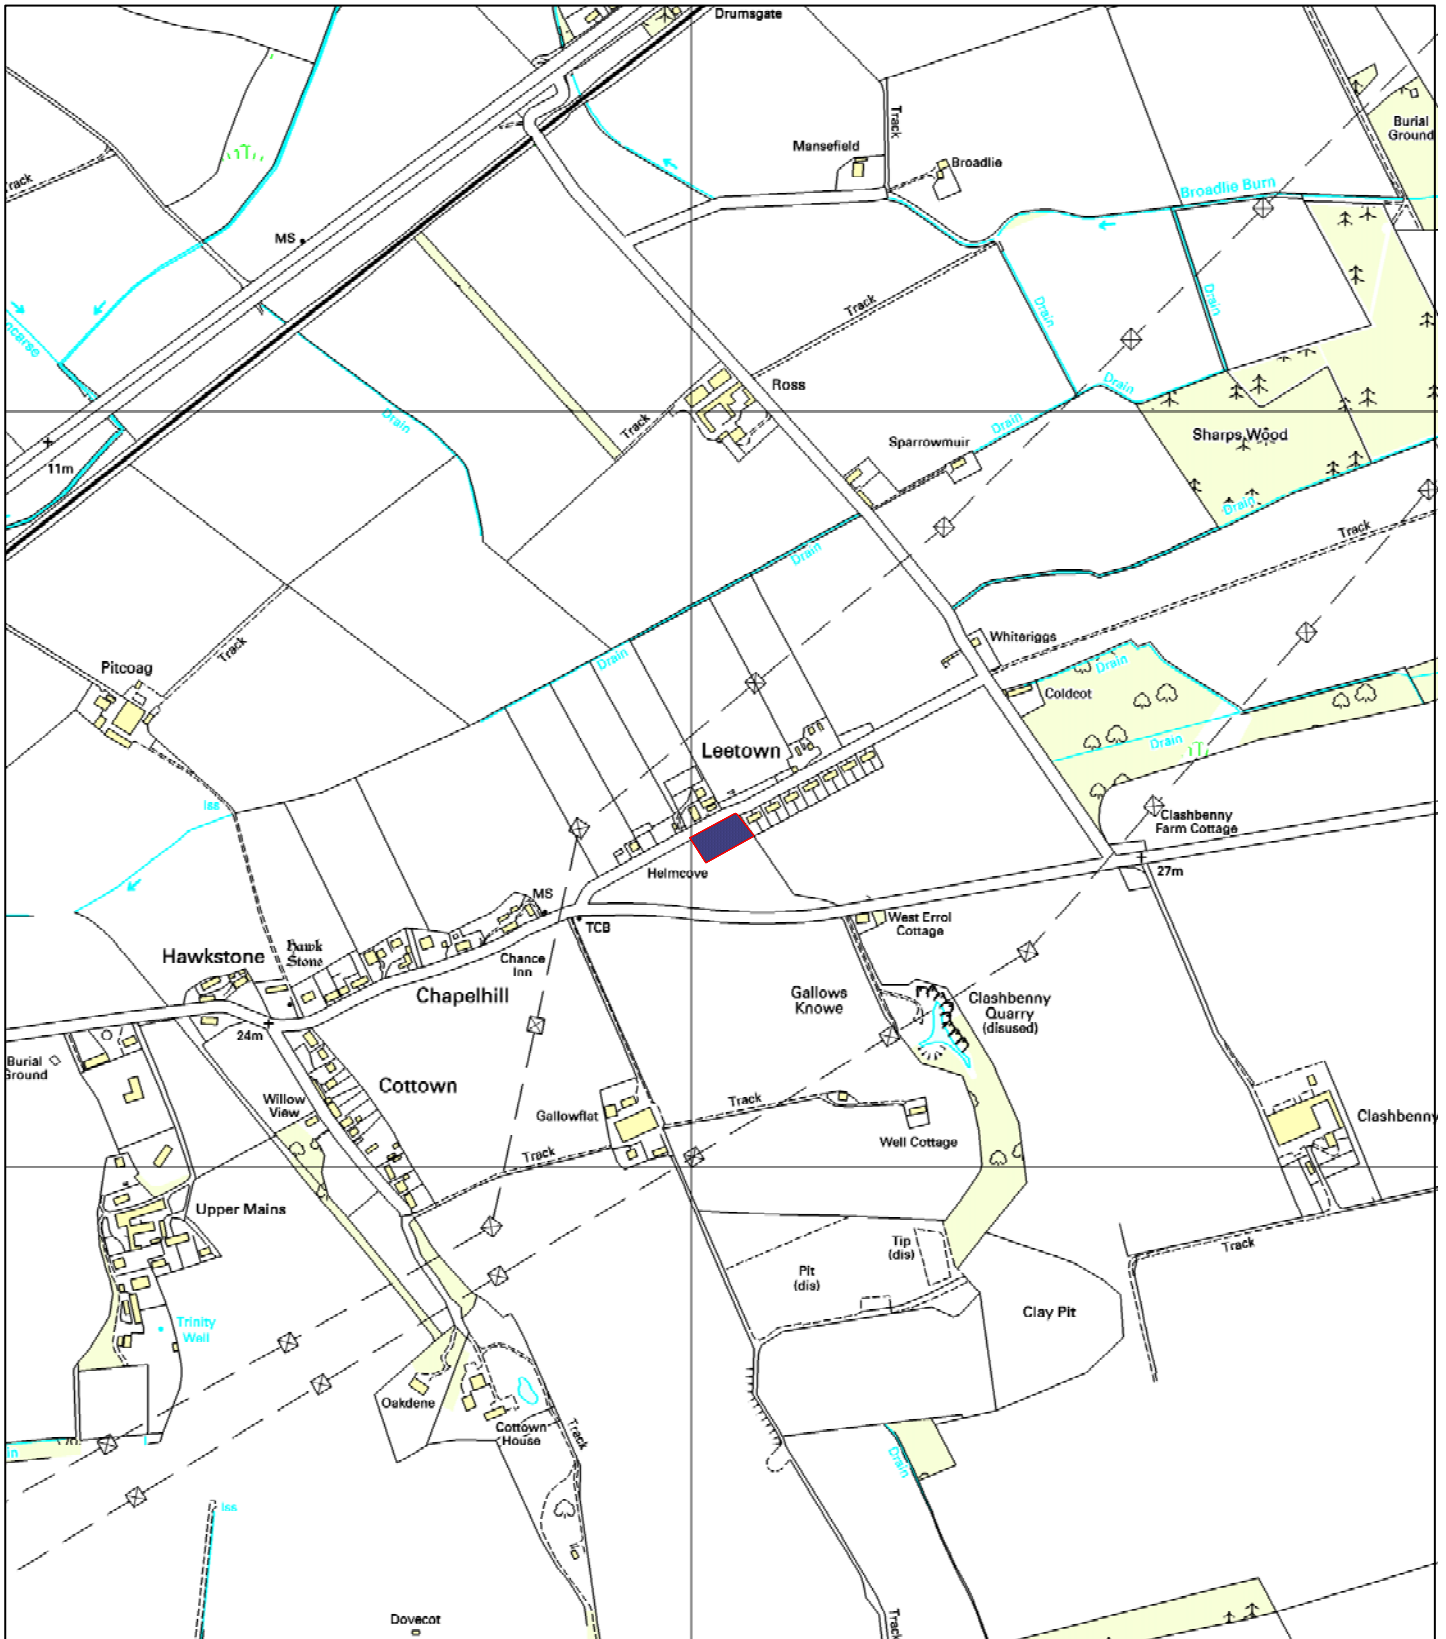 Drumsgate
Track
Burial
Ground
Mansefield
Broadlie
Broadlie Burn
MS
Track
Drain
Drain
Drain
Ross
Track
Drain
Drain
Sparrowmuir
Sharps Wood
11m
Drain
Track
Drain
Whiteriggs
Track
Drain
Pitcoag
Drain
Coldcot
Leetown
Drain
Iss
Clashbenny
Farm Cottage
27m
Helmcove
MS
TCB
West Errol
Cottage
Hawkstone
Hawk
Stone
Chance
Inn
Chapelhill
Gallows
Knowe
Clashbenny
Quarry
(disused)
24m
Burial
Ground
Cottown
Willow
View
Gallowflat
Track
Well Cottage
Clashbenny
Track
Upper Mains
Tip
(dis)
Track
Pit
(dis)
Clay Pit
Trinity
Well
Oakdene
Cottown
House
Track
Drain
Iss
Dovecot
Track